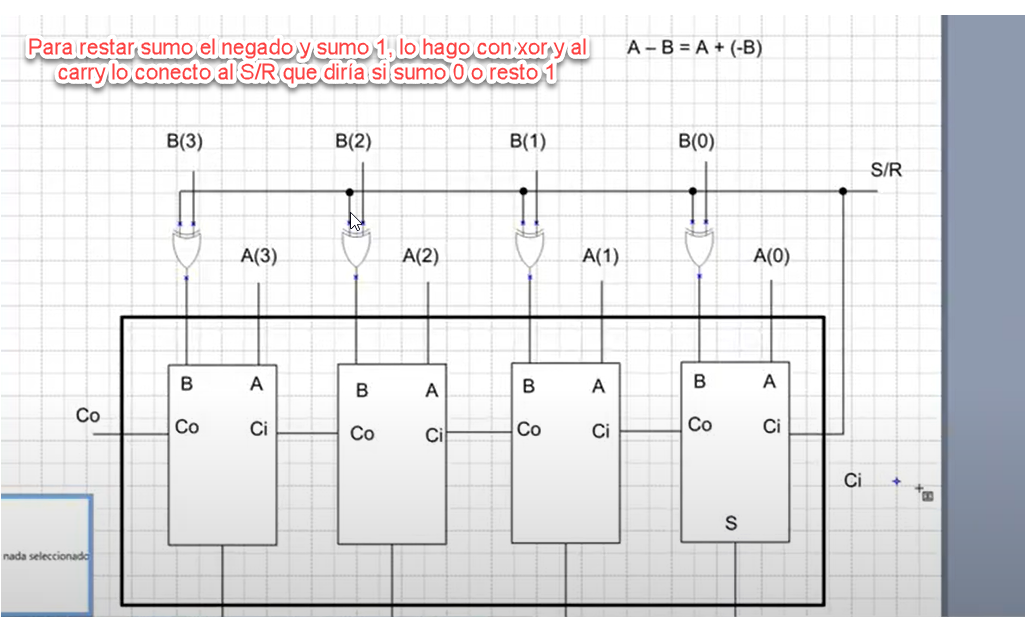 Para restar sumo el negado y sumo 1, lo hago con xor y al
carry lo conecto al S/R que diría si sumo 0 o resto 1
A – B = A + (-B)
B(3) B(2) B(1) B(0)
S/R
A(3) A(2) A(1) A(0)
B A B A B A B A
Co
Co Ci Co Ci Co Ci Co Ci
Ci
S
nada seleccionado